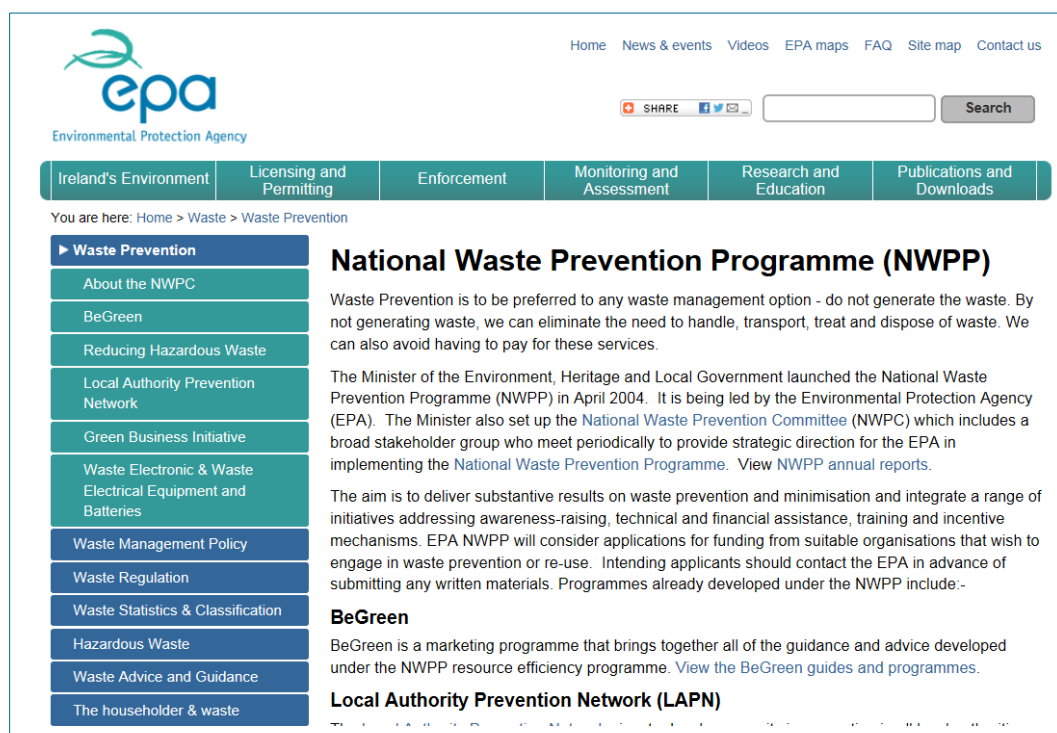 Home News & events Videos EPA maps FAQ Site map Contact us
epa
Environmental Protection Agency
SHARE
Search
Ireland's Environment
Licensing and
Permitting
Enforcement
Monitoring and
Assessment
Research and
Education
Publications and
Downloads
You are here: Home > Waste > Waste Prevention
Waste Prevention
About the NWPC
BeGreen
Reducing Hazardous Waste
Local Authority Prevention
Network
Green Business Initiative
Waste Electronic & Waste
Electrical Equipment and
Batteries
Waste Management Policy
Waste Regulation
Waste Statistics & Classification
Hazardous Waste
Waste Advice and Guidance
The householder & waste
National Waste Prevention Programme (NWPP)
Waste Prevention is to be preferred to any waste management option - do not generate the waste. By
not generating waste, we can eliminate the need to handle, transport, treat and dispose of waste. We
can also avoid having to pay for these services.
The Minister of the Environment, Heritage and Local Government launched the National Waste
Prevention Programme (NWPP) in April 2004. It is being led by the Environmental Protection Agency
(EPA). The Minister also set up the National Waste Prevention Committee (NWPC) which includes a
broad stakeholder group who meet periodically to provide strategic direction for the EPA in
implementing the National Waste Prevention Programme. View NWPP annual reports.
The aim is to deliver substantive results on waste prevention and minimisation and integrate a range of
initiatives addressing awareness-raising, technical and financial assistance, training and incentive
mechanisms. EPA NWPP will consider applications for funding from suitable organisations that wish to
engage in waste prevention or re-use. Intending applicants should contact the EPA in advance of
submitting any written materials. Programmes already developed under the NWPP include:-
BeGreen
BeGreen is a marketing programme that brings together all of the guidance and advice developed
under the NWPP resource efficiency programme. View the BeGreen guides and programmes.
Local Authority Prevention Network (LAPN)